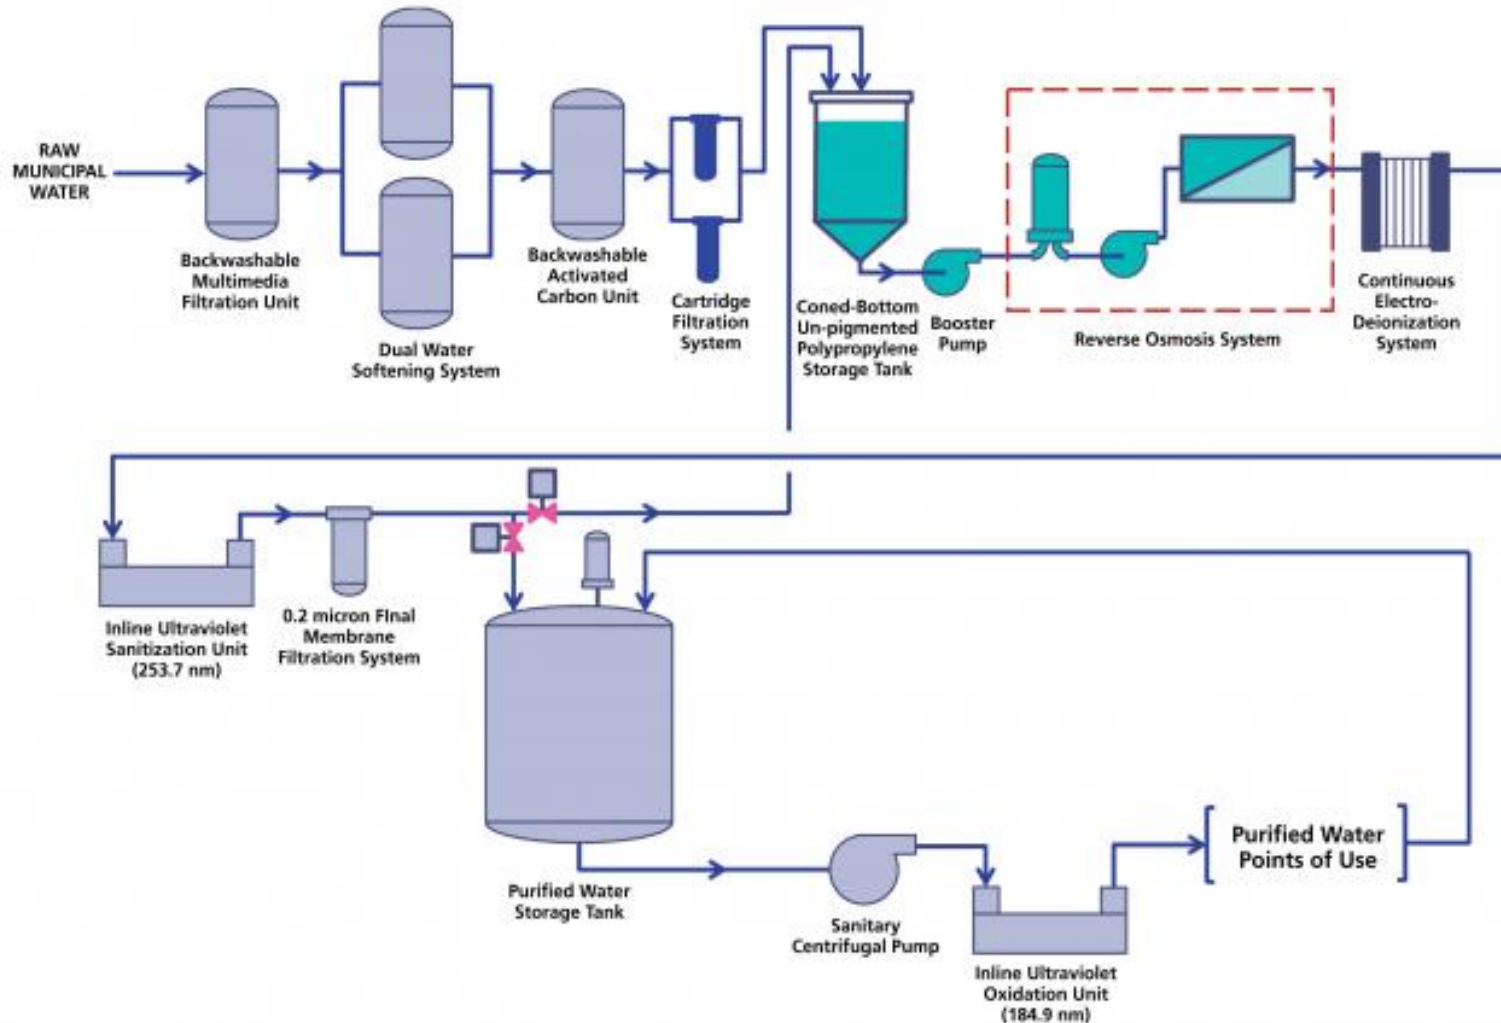 RAW
MUNICIPAL
WATER
Backwashable
Multimedia
Filtration Unit
Dual Water
Softening System
Backwashable
Activated
Carbon Unit
Cartridge
Filtration
System
Coned-Bottom
Un-pigmented
Polypropylene
Storage Tank
Booster
Pump
Reverse Osmosis System
Continuous
Electro-
Deionization
System
Inline Ultraviolet
Sanitization Unit
(253.7 nm)
0.2 micron FInal
Membrane
Filtration System
Purified Water
Storage Tank
Sanitary
Centrifugal Pump
Inline Ultraviolet
Oxidation Unit
(184.9 nm)
Purified Water
Points of Use